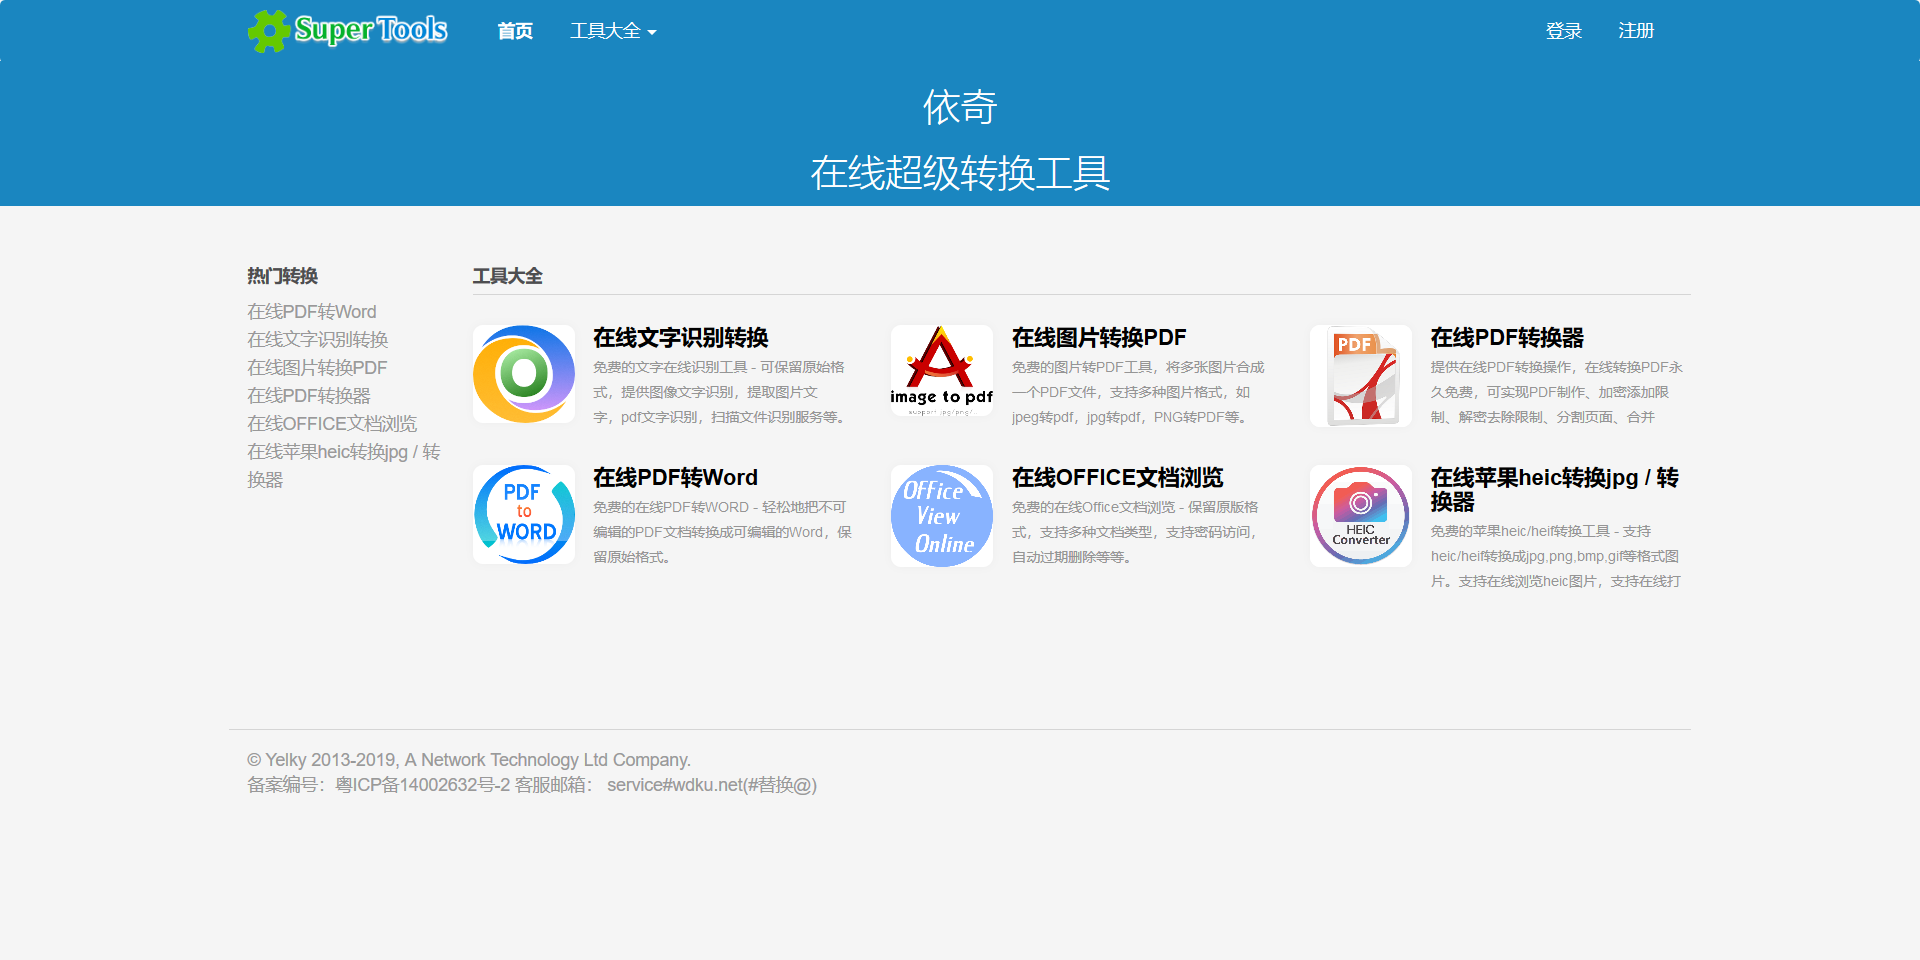 Super Tools
首页
工具大全
登录
注册
依奇
在线超级转换工具
热门转换
在线PDF转Word
在线文字识别转换
在线图片转换PDF
在线PDF转换器
在线OFFICE文档浏览
在线苹果heic转换jpg / 转
换器
工具大全
在线文字识别转换
免费的文字在线识别工具 - 可保留原始格
式，提供图像文字识别，提取图片文
字，pdf文字识别，扫描文件识别服务等。
image to pdf
support jpg/png/...
在线图片转换PDF
免费的图片转PDF工具，将多张图片合成
一个PDF文件，支持多种图片格式，如
jpeg转pdf，jpg转pdf，PNG转PDF等。
PDF
在线PDF转换器
提供在线PDF转换操作，在线转换PDF永
久免费，可实现PDF制作、加密添加限
制、解密去除限制、分割页面、合并
PDF
to
WORD
在线PDF转Word
免费的在线PDF转WORD - 轻松地把不可
编辑的PDF文档转换成可编辑的Word，保
留原始格式。
OFFice
View
Online
在线OFFICE文档浏览
免费的在线Office文档浏览 - 保留原版格
式，支持多种文档类型，支持密码访问，
自动过期删除等等。
HEIC
Converter
在线苹果heic转换jpg / 转
换器
免费的苹果heic/heif转换工具 - 支持
heic/heif转换成jpg,png,bmp,gif等格式图
片。支持在线浏览heic图片，支持在线打
© Yelky 2013-2019, A Network Technology Ltd Company.
备案编号：粤ICP备14002632号-2 客服邮箱： service#wdku.net(#替换@)